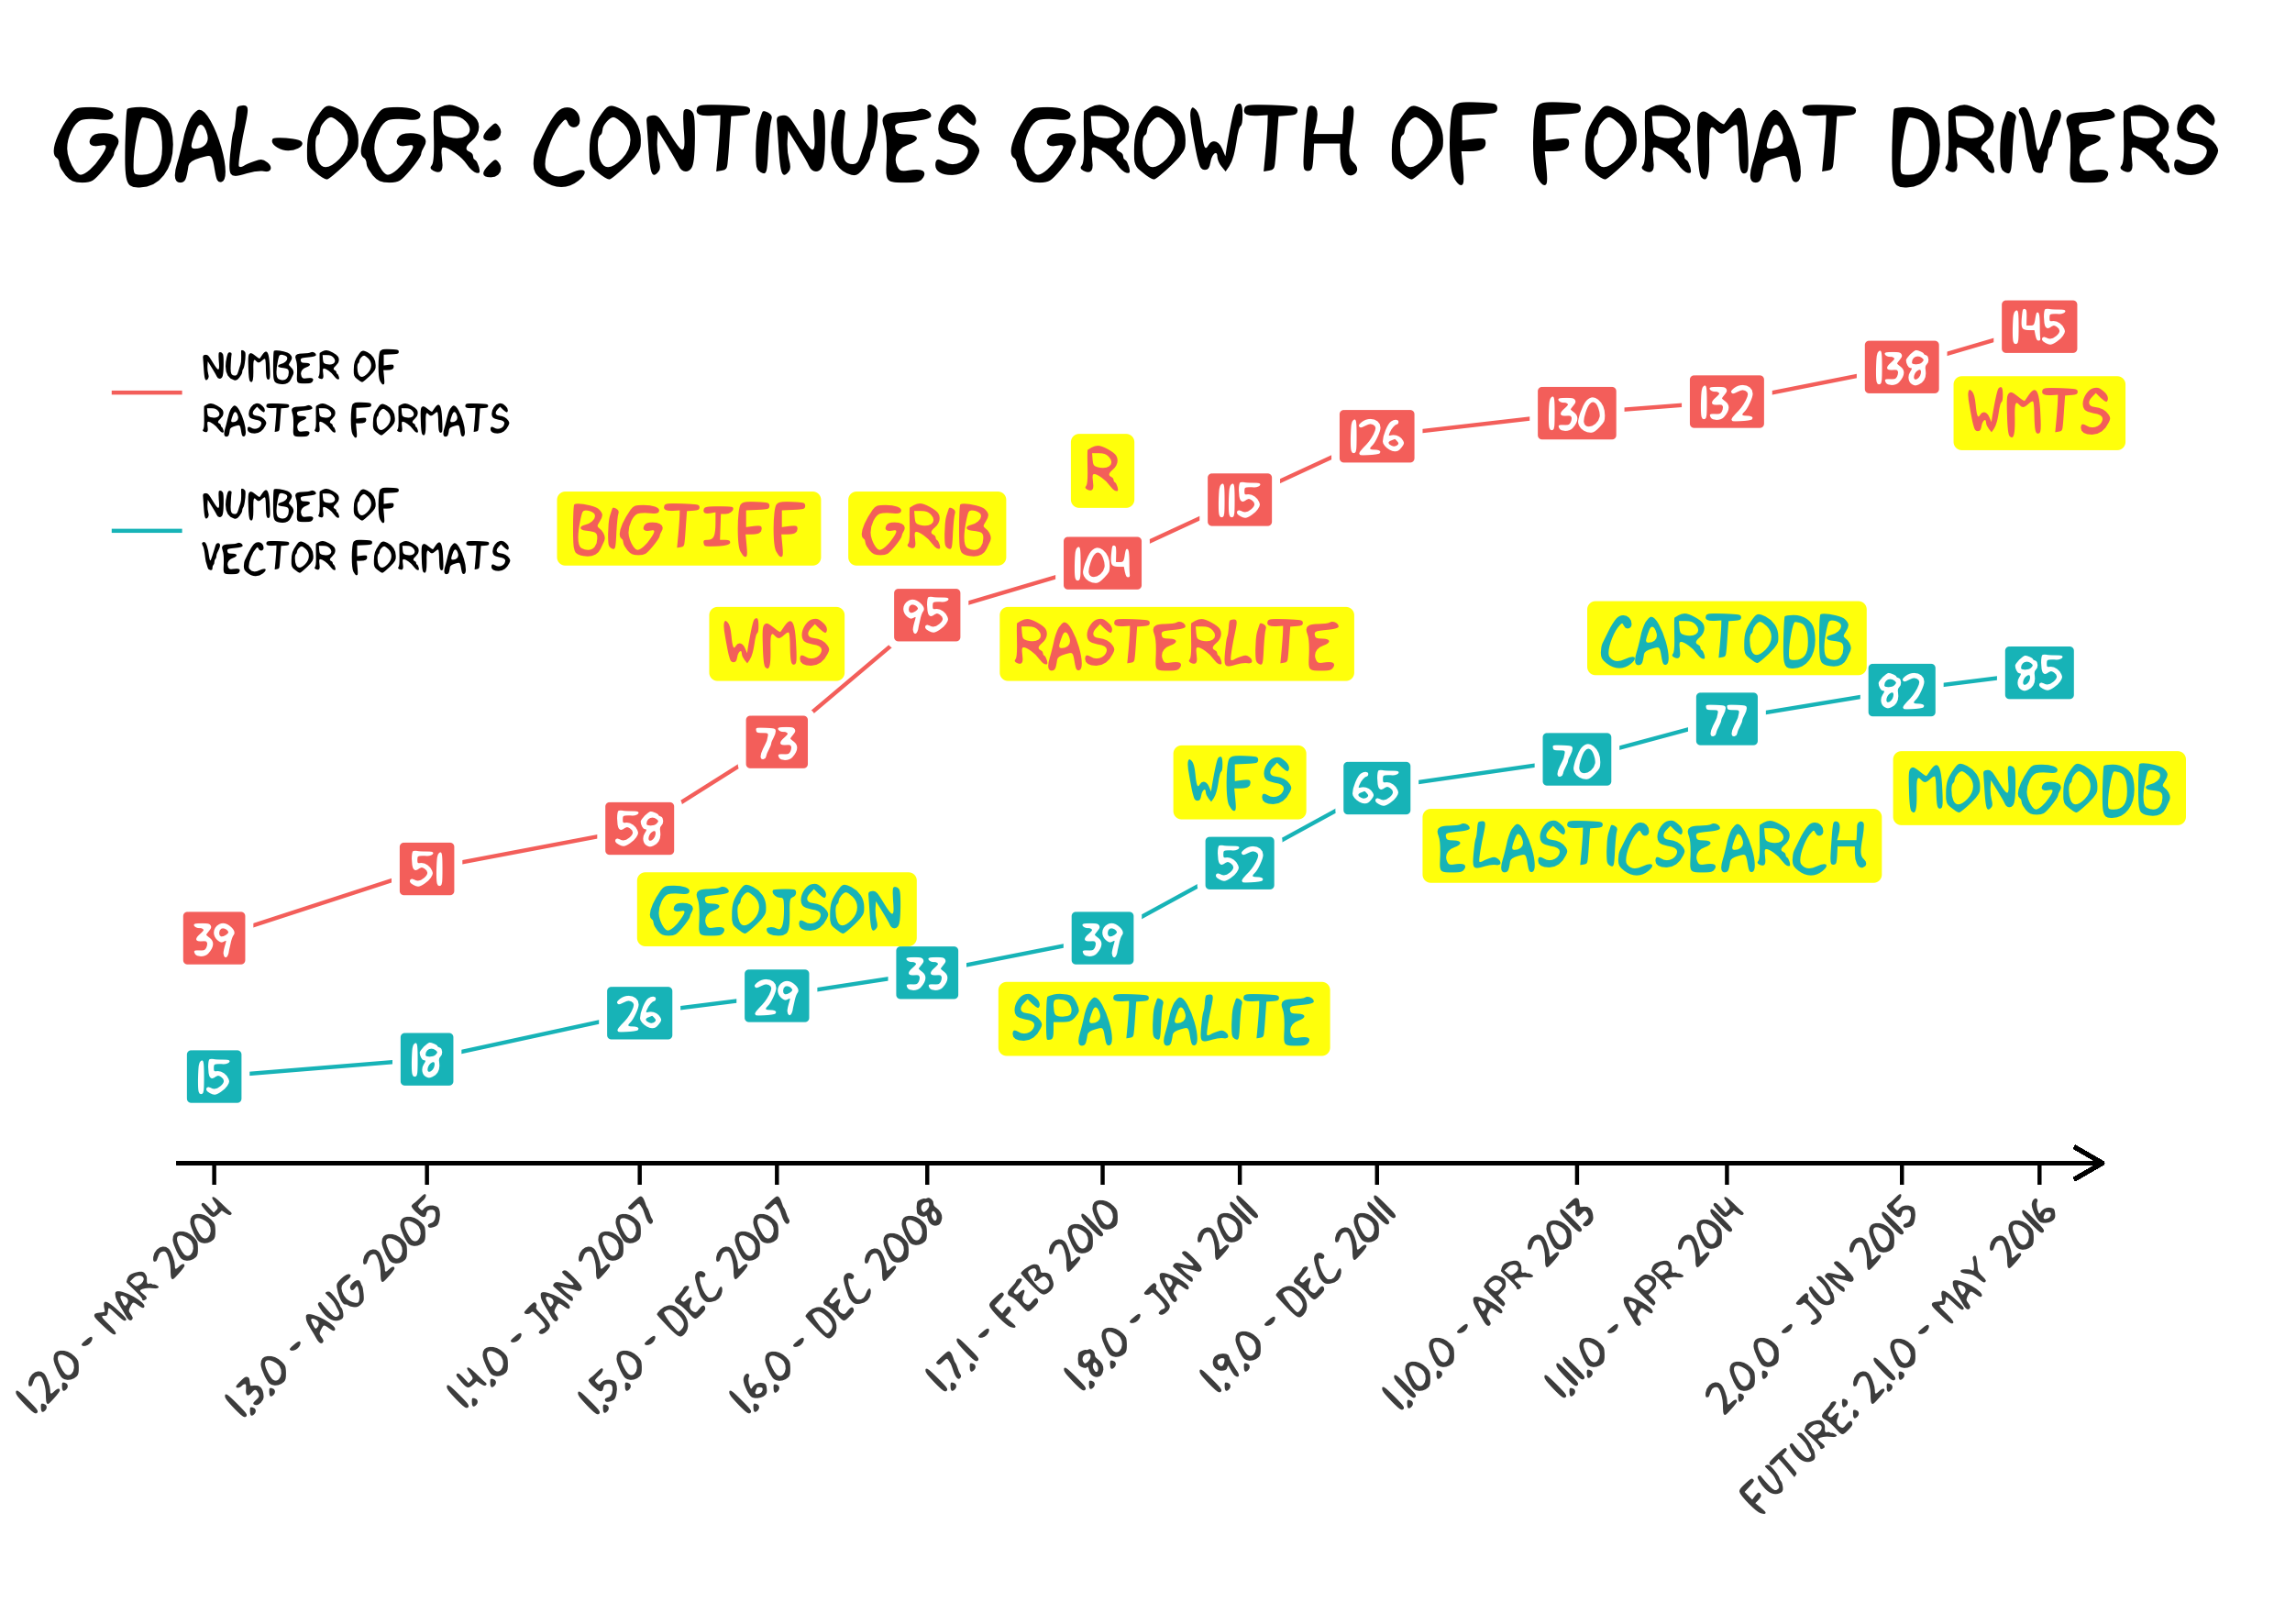 GDAL-OGR: CONTINUES GROWTH OF FORMAT DRIVERS
NUMBER OF
RASTER FORMATS
NUMBER OF
VECTOR FORMATS
145
138
WMTS
132
130
126
R
115
BIGTIFF
GRIB
104
95
WMS
RASTERLITE
CARTODB
85
82
77
73
70
WFS
65
MONGODB
58
ELASTICSEARCH
52
51
GEOJSON
39
39
33
29
26
SPATIALITE
18
15
1.2.0 - MAR 2004
1.3.0 - AUG 2005
1.4.0 - JAN 2007
1.5.0 - DEC 2007
1.6.0 - DEC 2008
1.7.1 - FEB 2010
1.8.0 - JAN 2011
1.9.0 - DEC 2011
1.10.0 - APR 2013
1.11.0 - APR 2014
2.0.0 - JUN 2015
FUTURE: 2.1.0 - MAY 2016